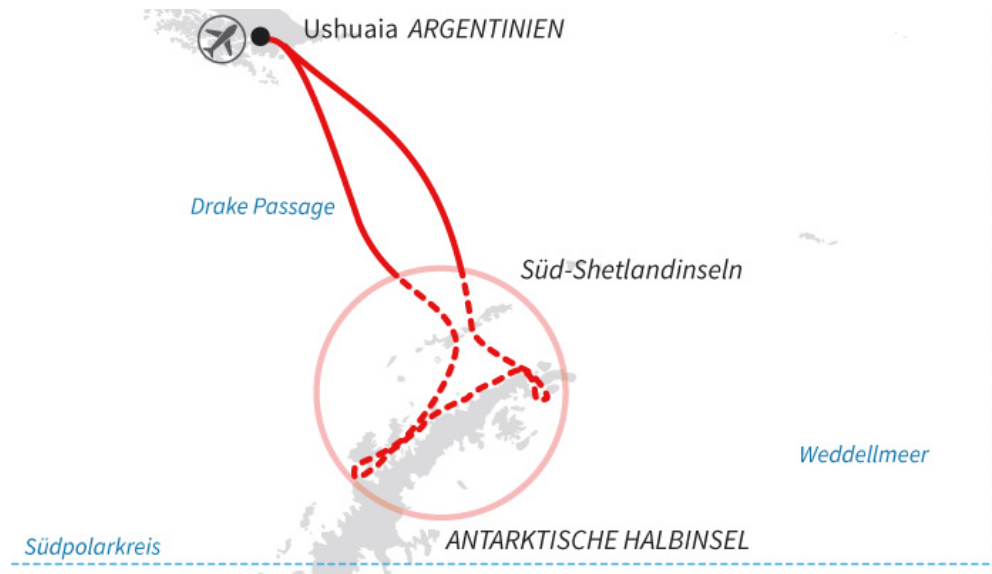 Ushuaia ARGENTINIEN
Drake Passage
Süd-Shetlandinseln
Weddellmeer
ANTARKTISCHE HALBINSEL
Südpolarkreis